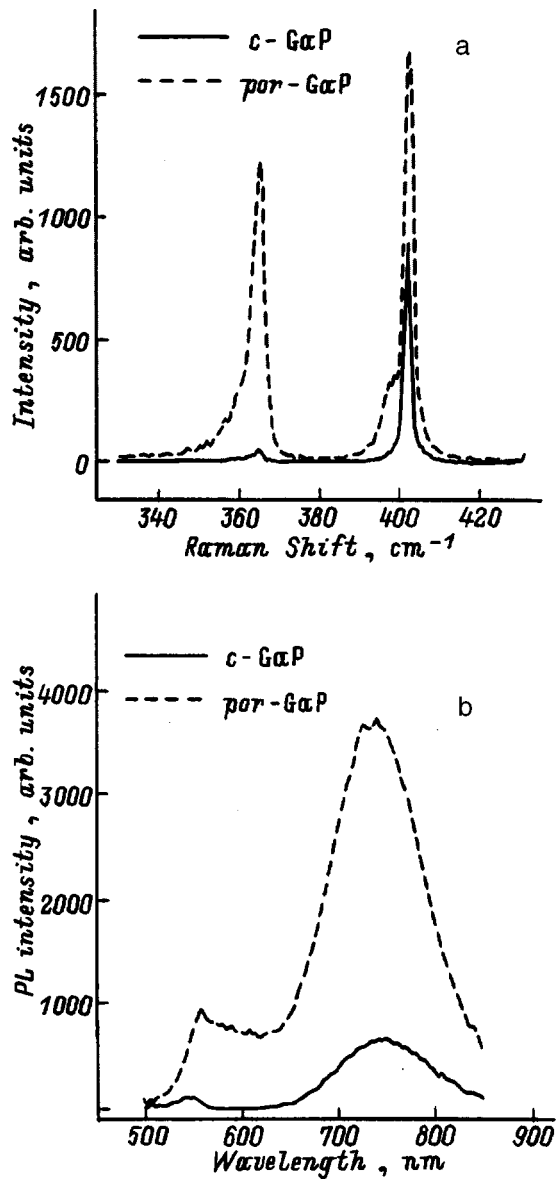 c-GaP
a
por-GaP
1500
1000
500
0
Intensity, arb. units
340 360 380 400 420
Raman Shift, cm⁻¹
c-GaP
por-GaP
b
4000
3000
2000
1000
PL intensity, arb. units
500 600 700 800 900
Wavelength, nm